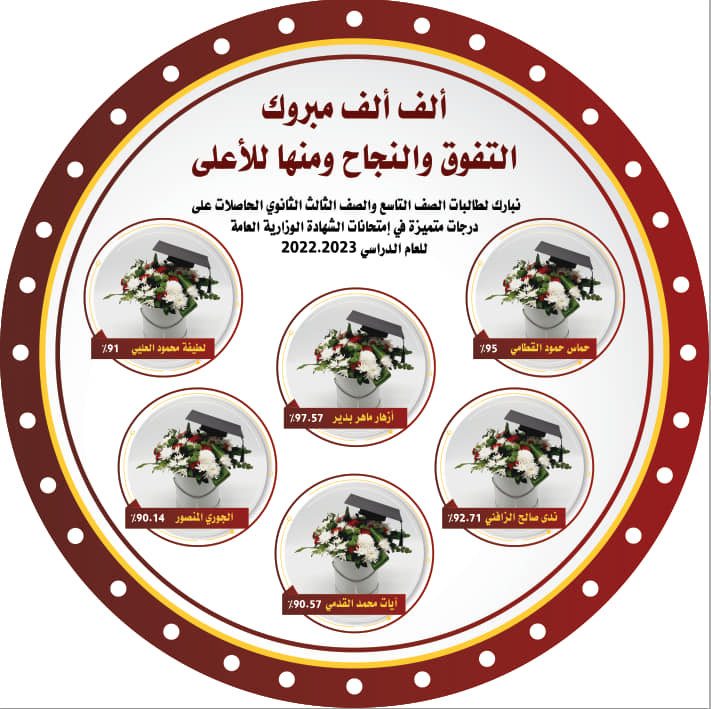 ألف ألف مبروك
التفوق والنجاح ومنها للأعلى
نبارك لطالبات الصف التاسع والصف الثالث الثانوي الحاصلات على
درجات متميزة في إمتحانات الشهادة الوزارية العامة
للعام الدراسي 2022.2023
حماس حمود القطامي 95٪
أزهار ماهر بدير 97.57٪
لطيفة محمود العلبي 91٪
ندى صالح الزافني 92.71٪
آيات محمد القدمي 90.57٪
الجوري المنصور 90.14٪